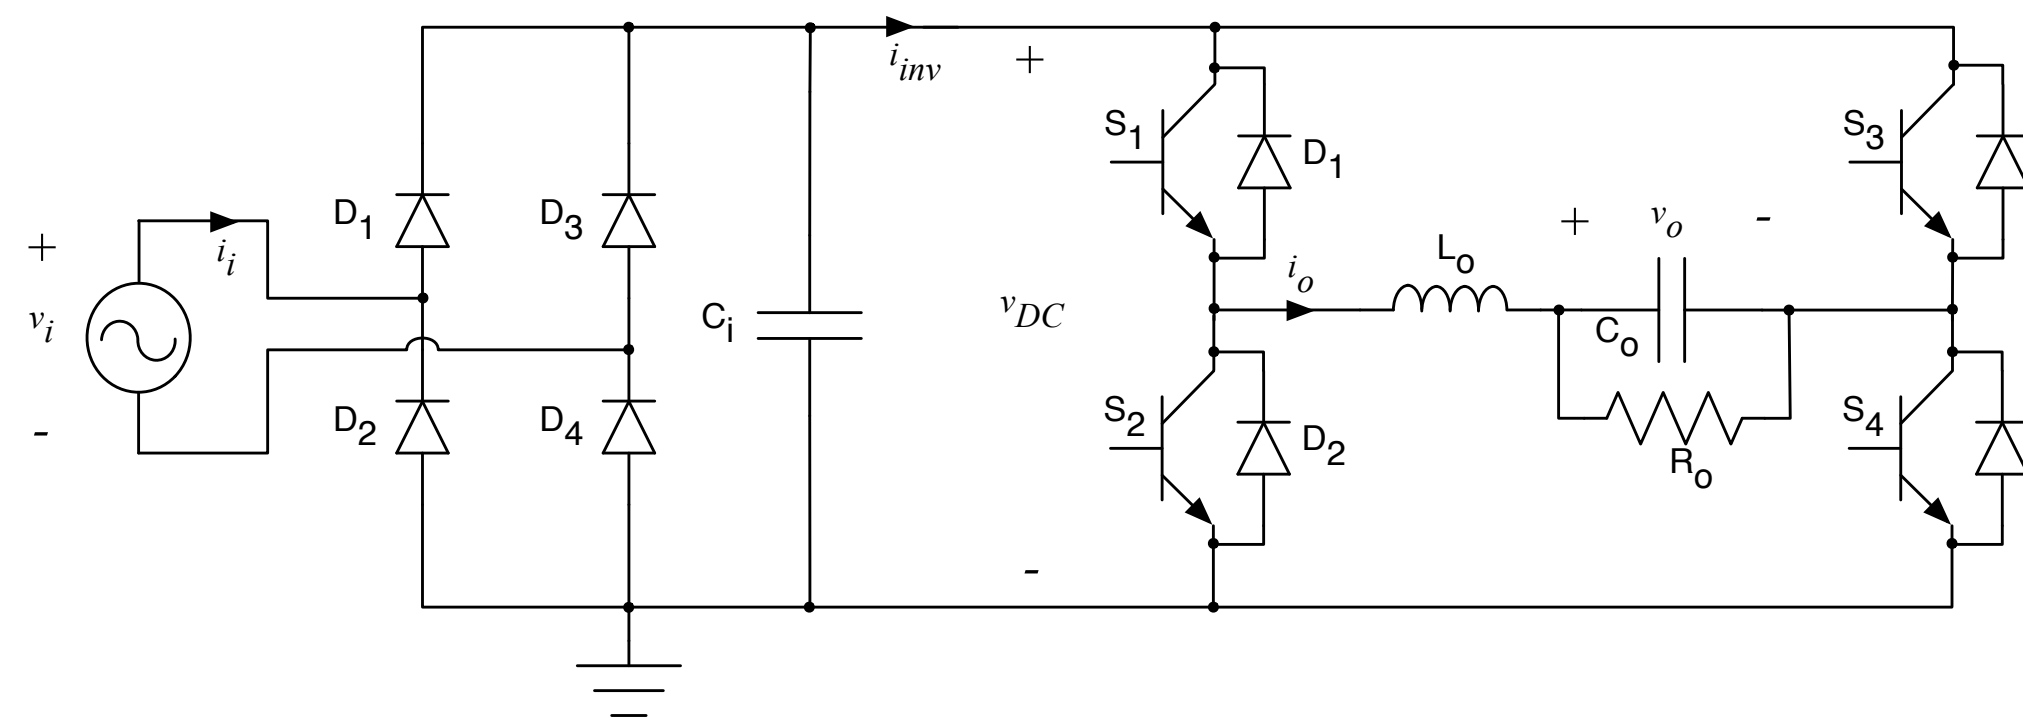 +
v_i
-
i_i
D_1
D_2
D_3
D_4
C_i
i_inv
+
v_DC
-
S_1
D_1
S_2
D_2
i_o
L_o
+ v_o -
C_o
R_o
S_3
S_4